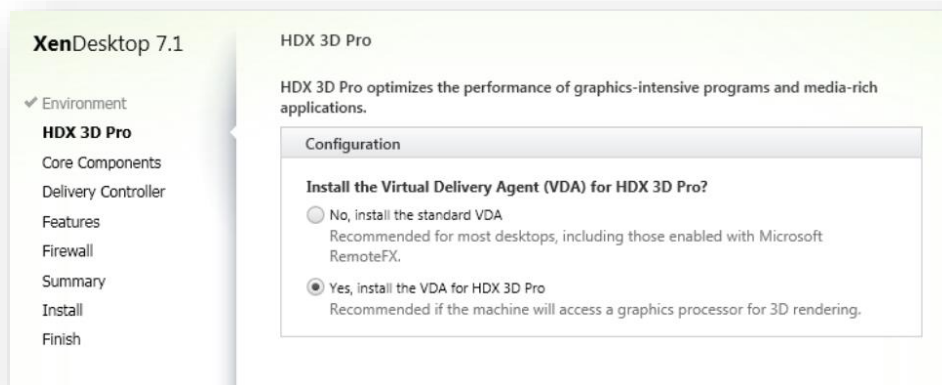 XenDesktop 7.1
Environment
HDX 3D Pro
Core Components
Delivery Controller
Features
Firewall
Summary
Install
Finish
HDX 3D Pro
HDX 3D Pro optimizes the performance of graphics-intensive programs and media-rich
applications.
Configuration
Install the Virtual Delivery Agent (VDA) for HDX 3D Pro?
No, install the standard VDA
Recommended for most desktops, including those enabled with Microsoft
RemoteFX.
Yes, install the VDA for HDX 3D Pro
Recommended if the machine will access a graphics processor for 3D rendering.